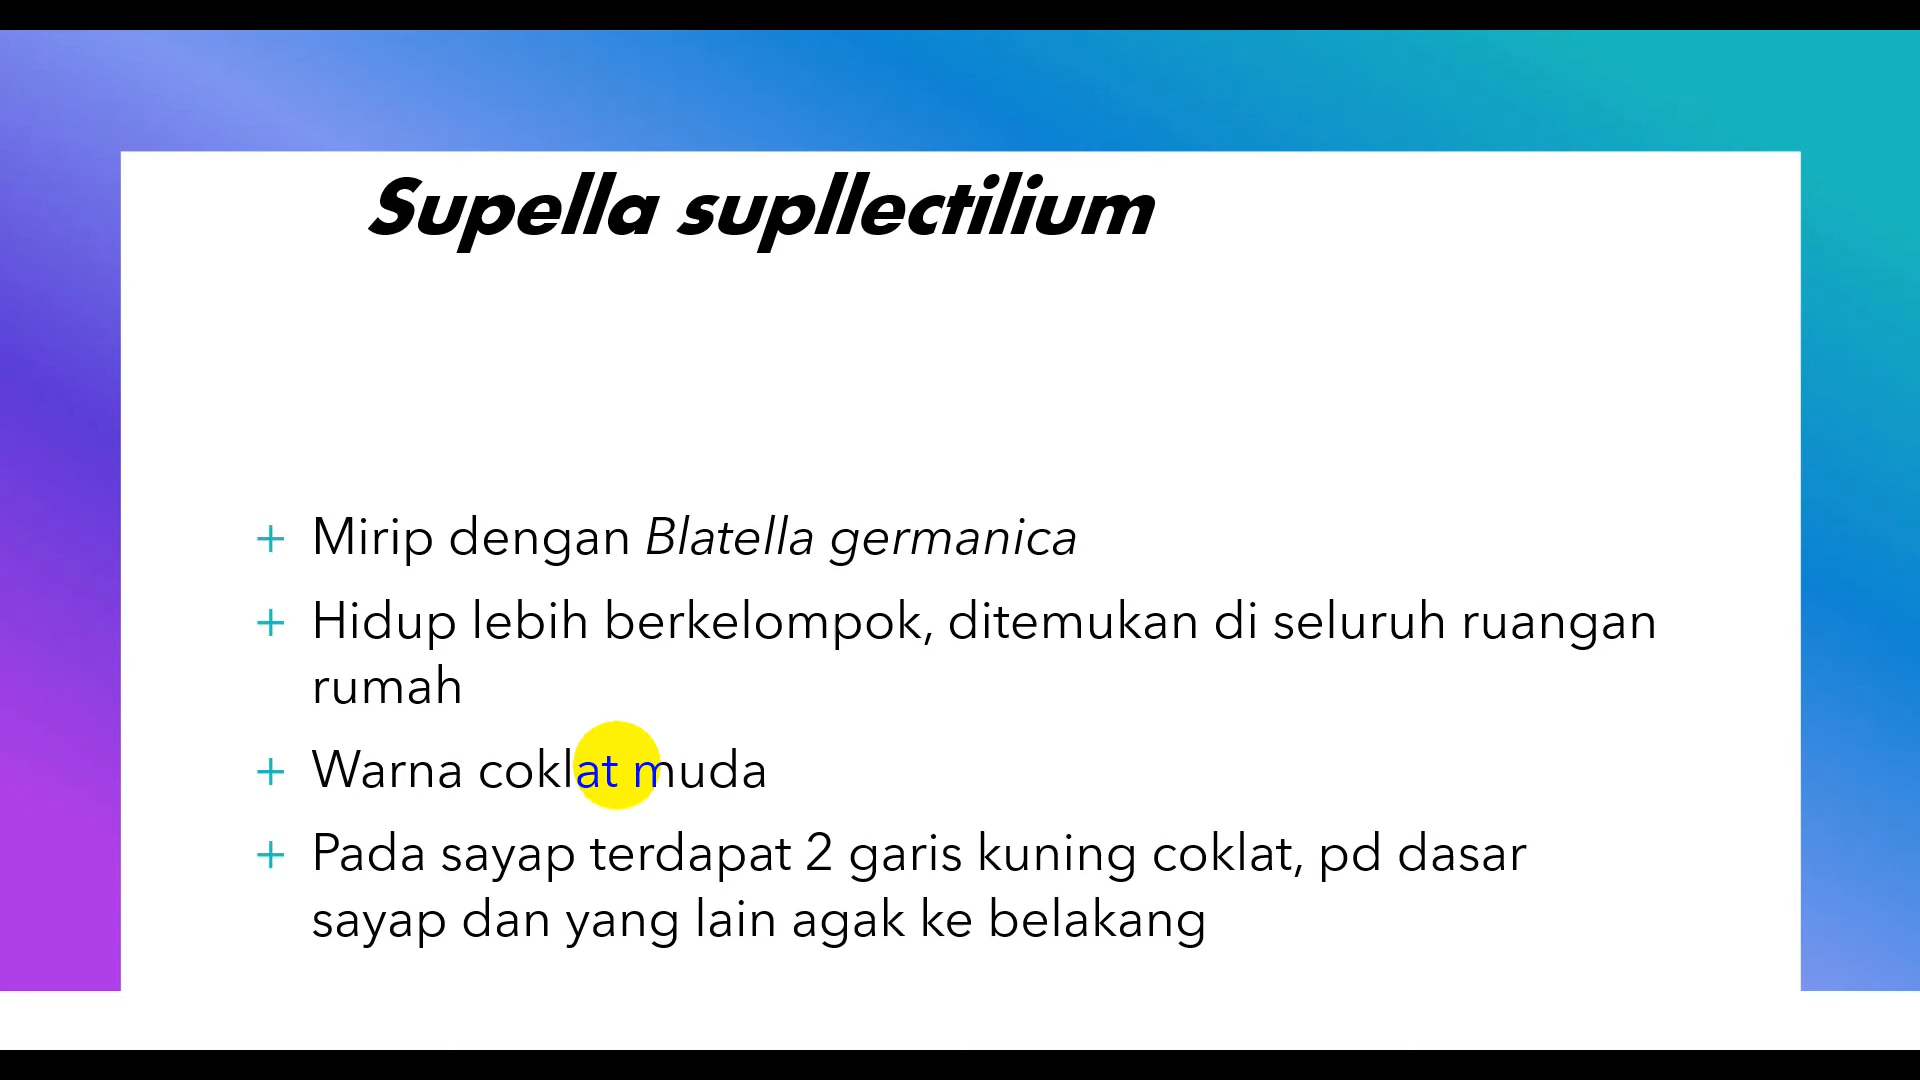 Supella supllectilium
+ Mirip dengan Blatella germanica
+ Hidup lebih berkelompok, ditemukan di seluruh ruangan
rumah
+ Warna coklat muda
+ Pada sayap terdapat 2 garis kuning coklat, pd dasar
sayap dan yang lain agak ke belakang